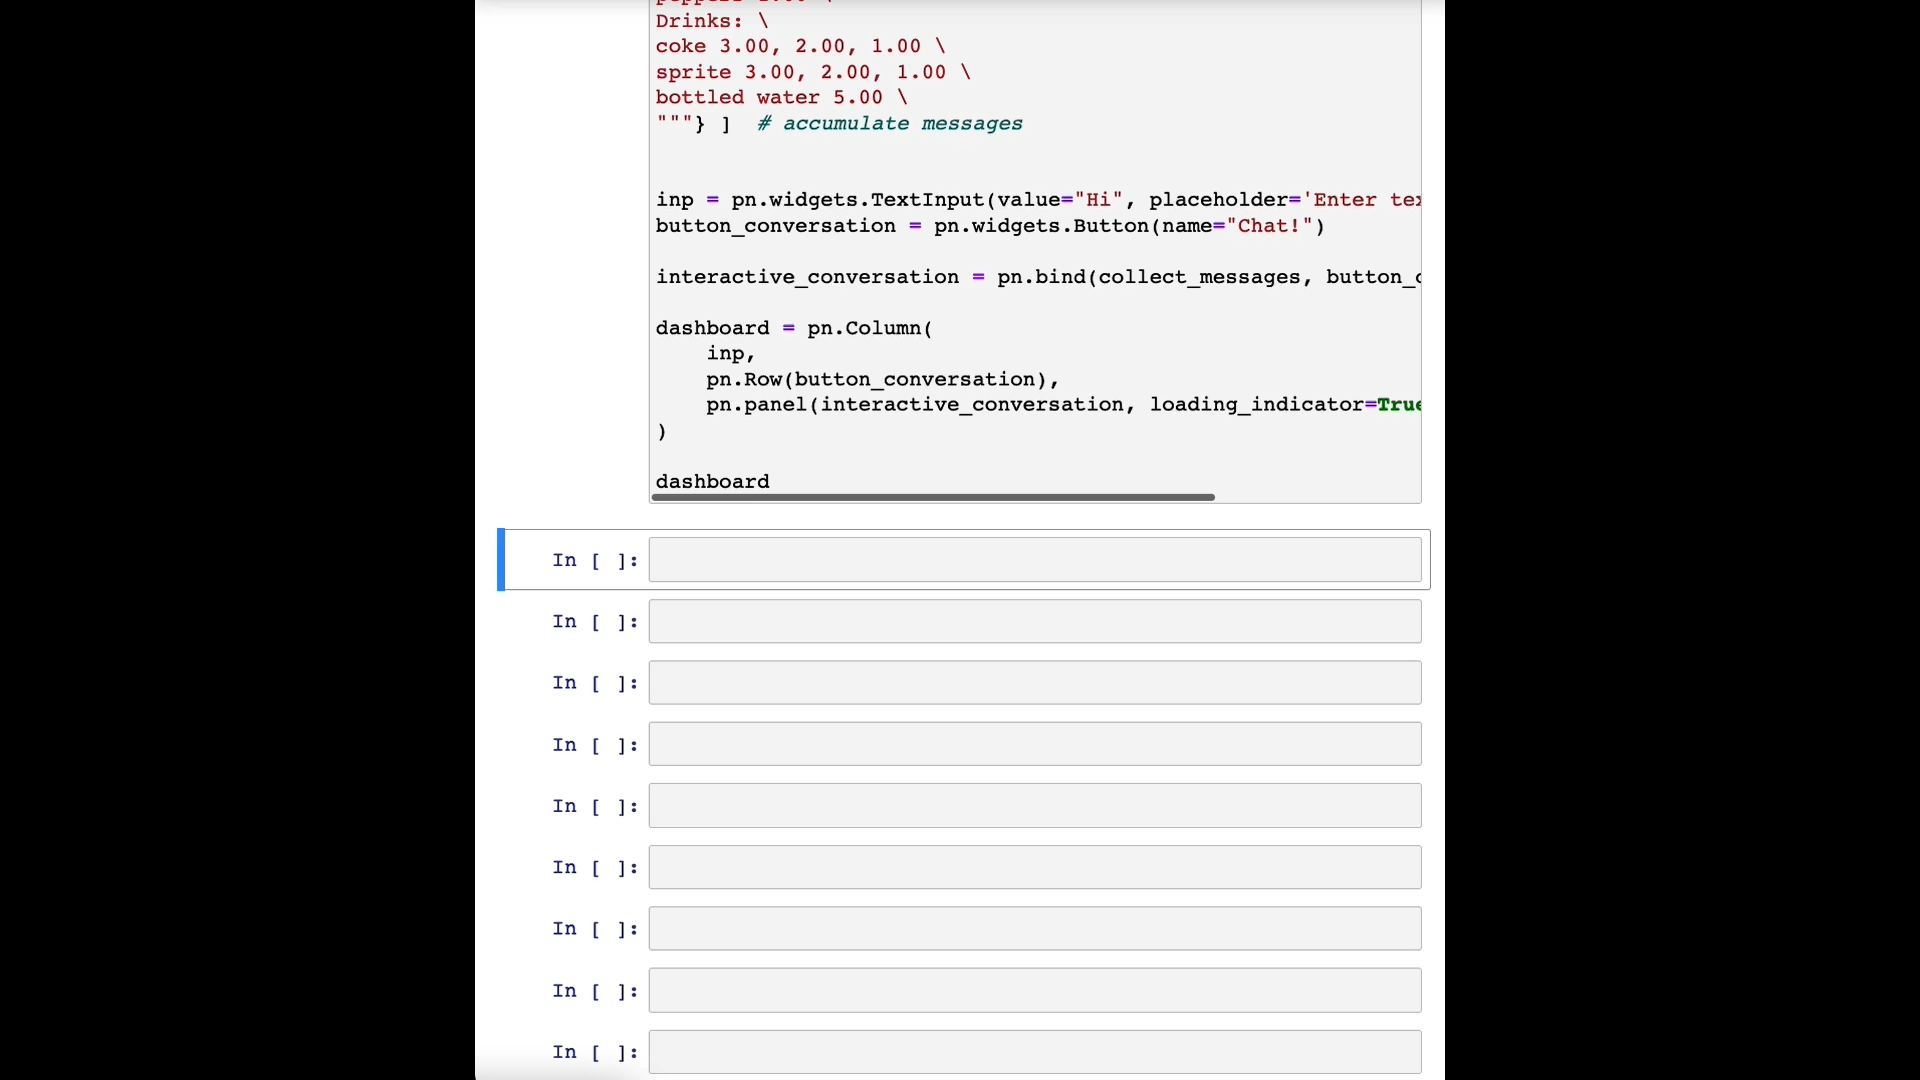 Drinks: \
coke 3.00, 2.00, 1.00 \
sprite 3.00, 2.00, 1.00 \
bottled water 5.00 \
"""} ]  # accumulate messages
inp = pn.widgets.TextInput(value="Hi", placeholder='Enter tex
button_conversation = pn.widgets.Button(name="Chat!")
interactive_conversation = pn.bind(collect_messages, button_c
dashboard = pn.Column(
    inp,
    pn.Row(button_conversation),
    pn.panel(interactive_conversation, loading_indicator=True
)
dashboard
In [ ]:
In [ ]:
In [ ]:
In [ ]:
In [ ]:
In [ ]:
In [ ]:
In [ ]:
In [ ]: